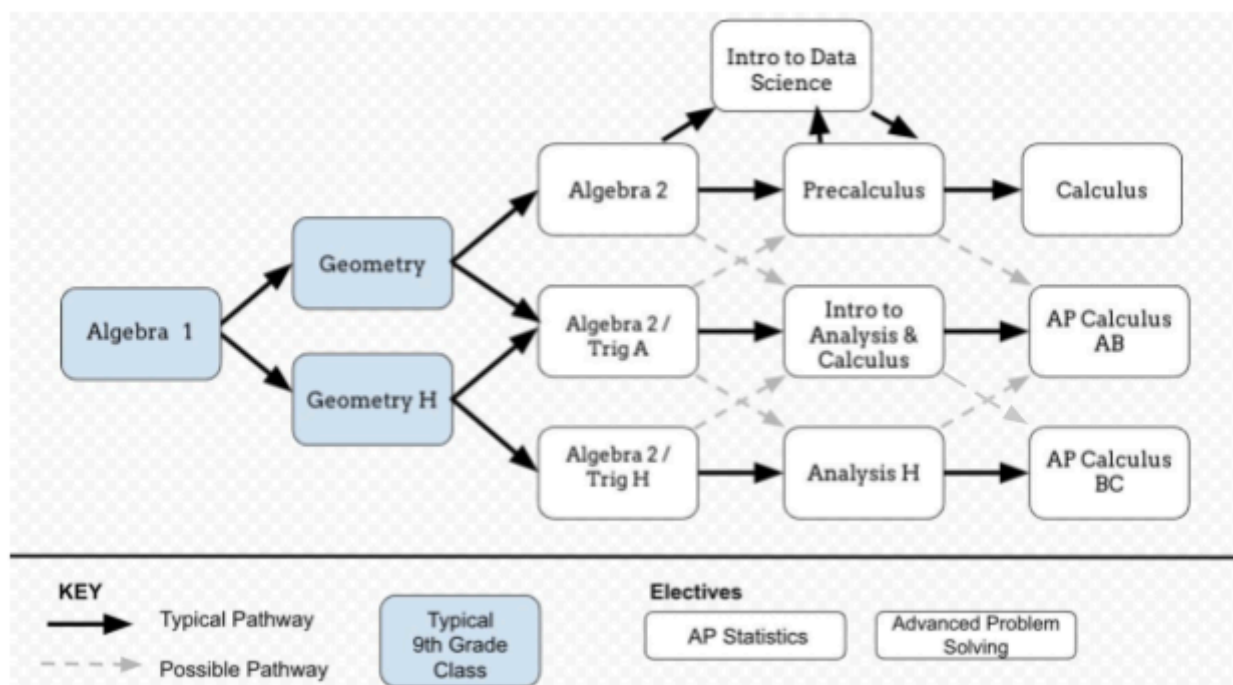 Intro to Data
Science
Algebra 2
Precalculus
Calculus
Geometry
Algebra 1
Algebra 2 /
Trig A
Intro to
Analysis &
Calculus
AP Calculus
AB
Geometry H
Algebra 2 /
Trig H
Analysis H
AP Calculus
BC
KEY
Typical Pathway
Possible Pathway
Typical
9th Grade
Class
Electives
AP Statistics
Advanced Problem
Solving